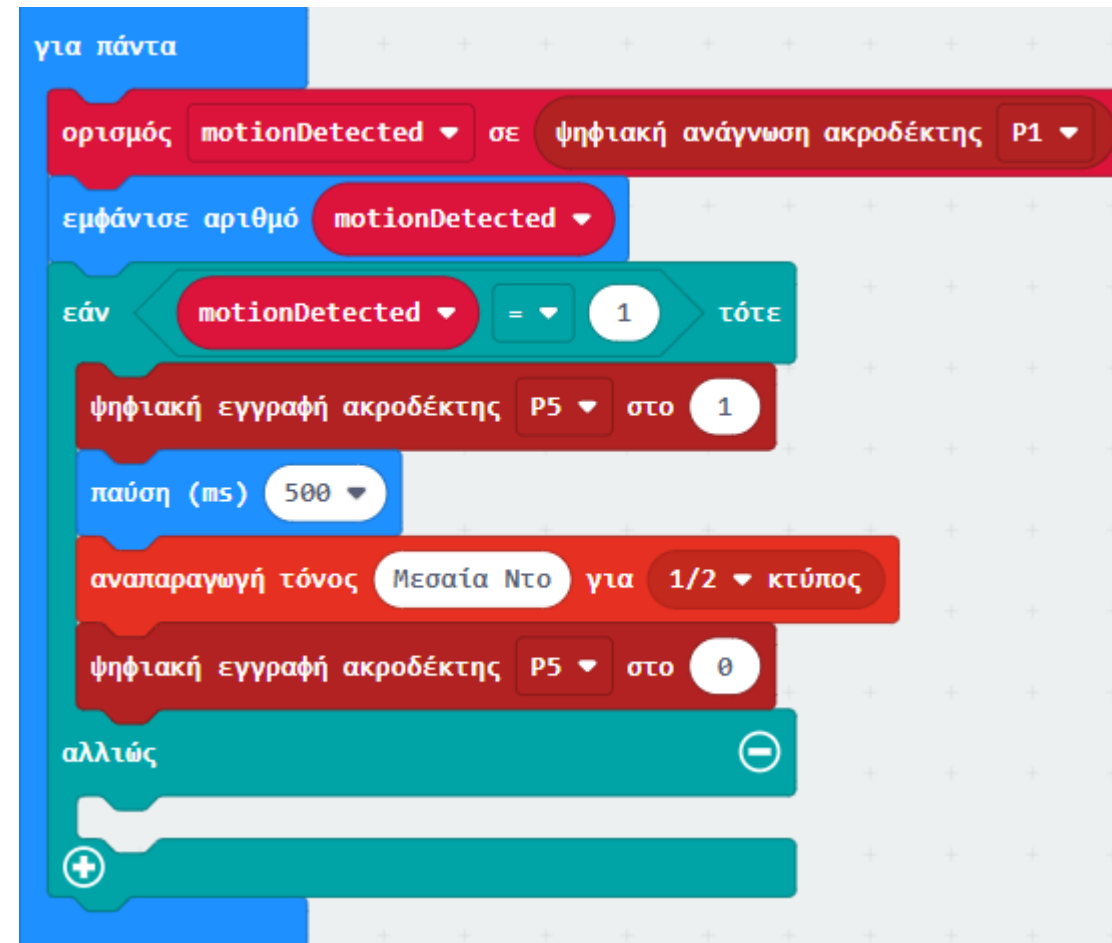 για πάντα
ορισμός motionDetected σε ψηφιακή ανάγνωση ακροδέκτης P1
εμφάνισε αριθμό motionDetected
εάν motionDetected = 1 τότε
ψηφιακή εγγραφή ακροδέκτης P5 στο 1
παύση (ms) 500
αναπαραγωγή τόνος Μεσαία Ντο για 1/2 κτύπος
ψηφιακή εγγραφή ακροδέκτης P5 στο 0
αλλιώς